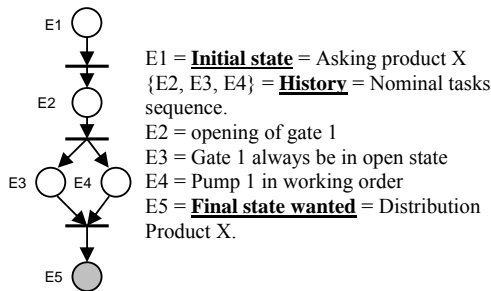 E1
E2
E3
E4
E5
E1 = Initial state = Asking product X
{E2, E3, E4} = History = Nominal tasks
sequence.
E2 = opening of gate 1
E3 = Gate 1 always be in open state
E4 = Pump 1 in working order
E5 = Final state wanted = Distribution
Product X.